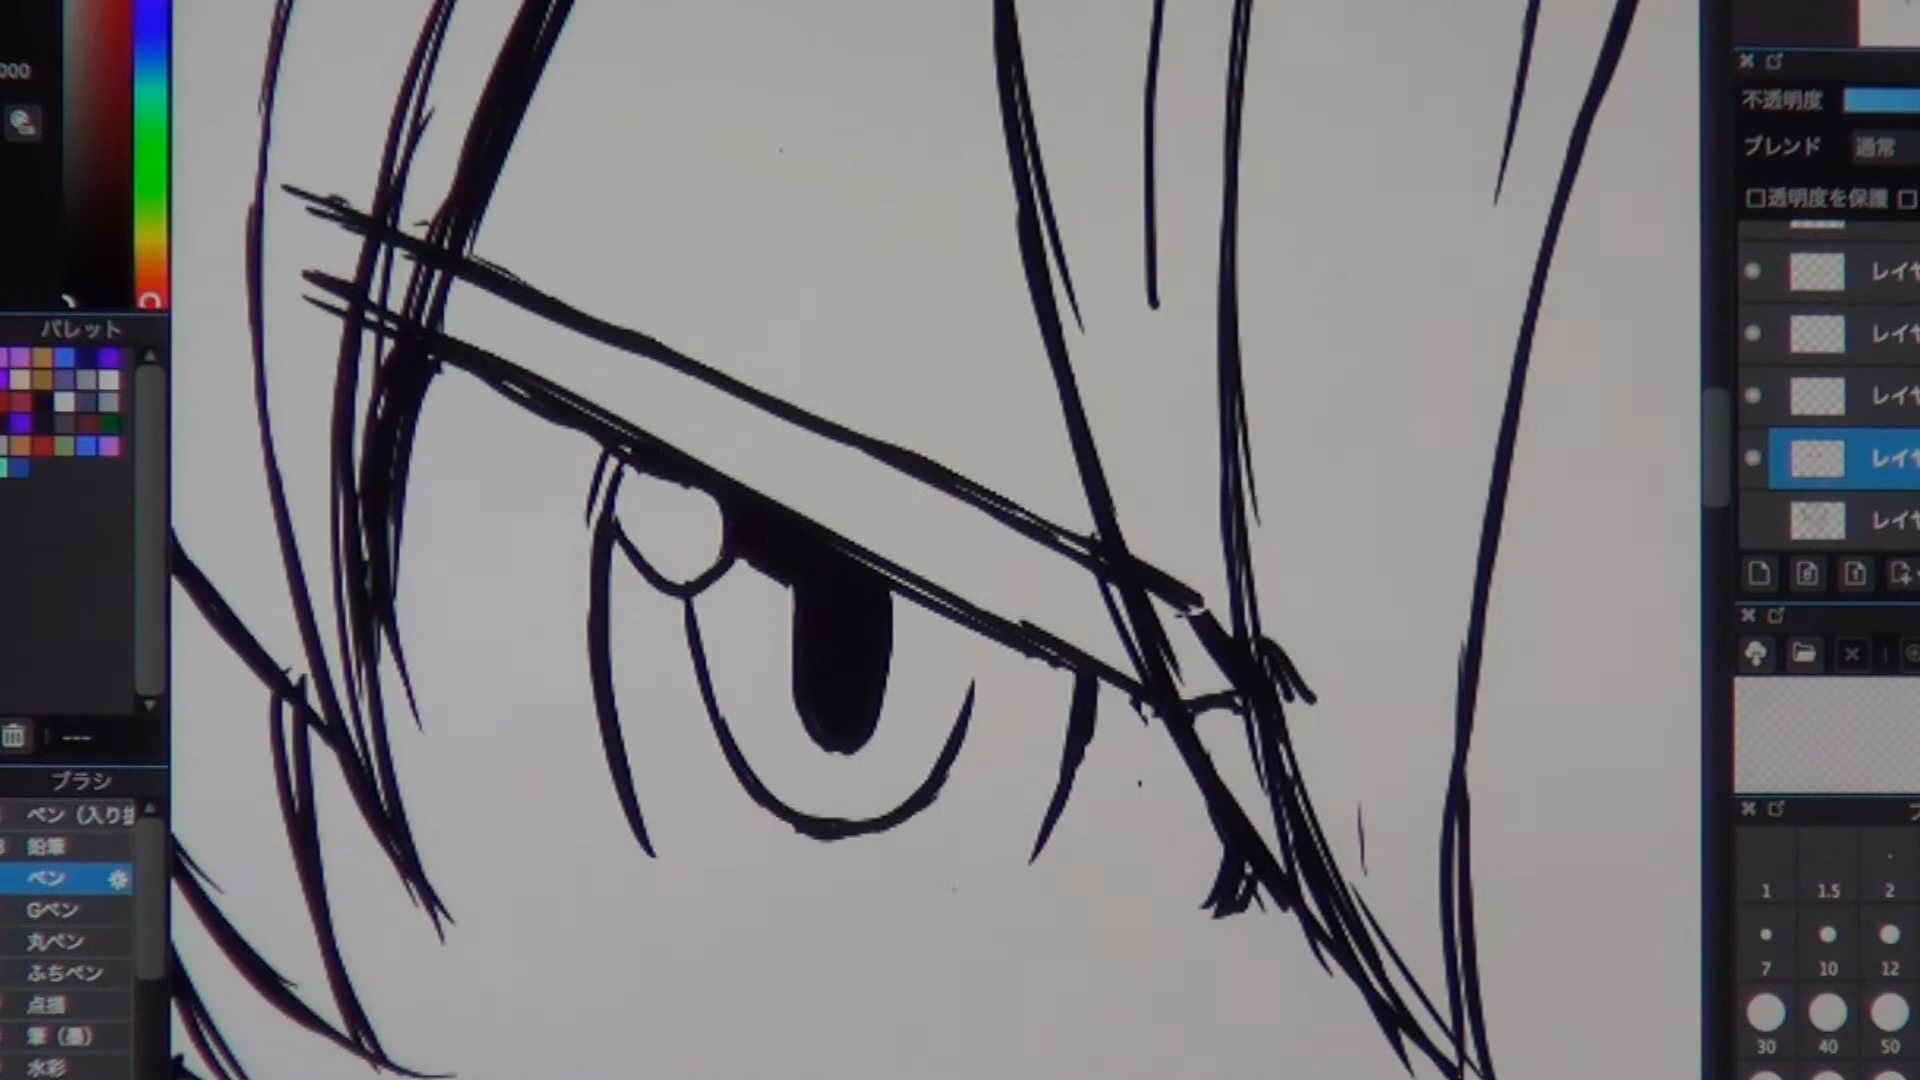 000
パレット
---
ブラシ
ペン（入り抜
鉛筆
ペン
Gペン
丸ペン
ふちペン
点描
筆（墨）
水彩
不透明度
ブレンド 通常
透明度を保護
レイヤ
レイヤ
レイヤ
レイヤ
レイヤ
1 1.5 2
7 10 12
30 40 50